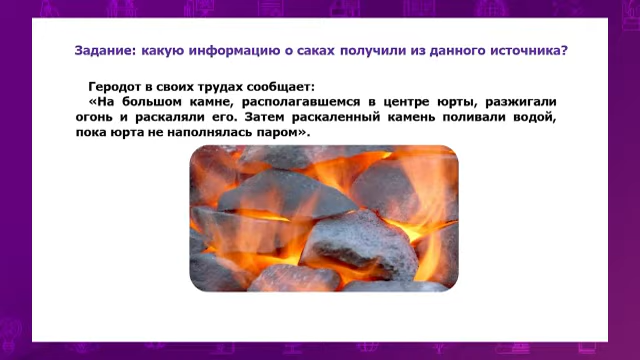 Задание: какую информацию о саках получили из данного источника?
Геродот в своих трудах сообщает:
«На большом камне, располагавшемся в центре юрты, разжигали
огонь и раскаляли его. Затем раскаленный камень поливали водой,
пока юрта не наполнялась паром».